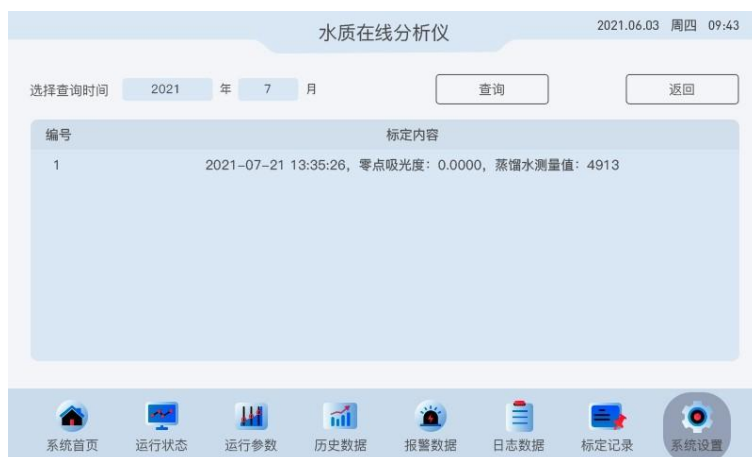 水质在线分析仪
2021.06.03 周四 09:43
选择查询时间 2021 年 7 月 查询 返回
编号 标定内容
1 2021-07-21 13:35:26, 零点吸光度: 0.0000, 蒸馏水测量值: 4913
系统首页 运行状态 运行参数 历史数据 报警数据 日志数据 标定记录 系统设置